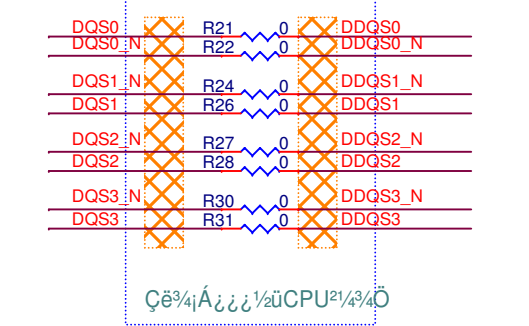 DQS0 R21 0 DDQS0
DQS0_N R22 0 DDQS0_N
DQS1_N R24 0 DDQS1_N
DQS1 R26 0 DDQS1
DQS2_N R27 0 DDQS2_N
DQS2 R28 0 DDQS2
DQS3_N R30 0 DDQS3_N
DQS3 R31 0 DDQS3
Çë¾¡Á¿¿¿½üCPU²¼¾Ö